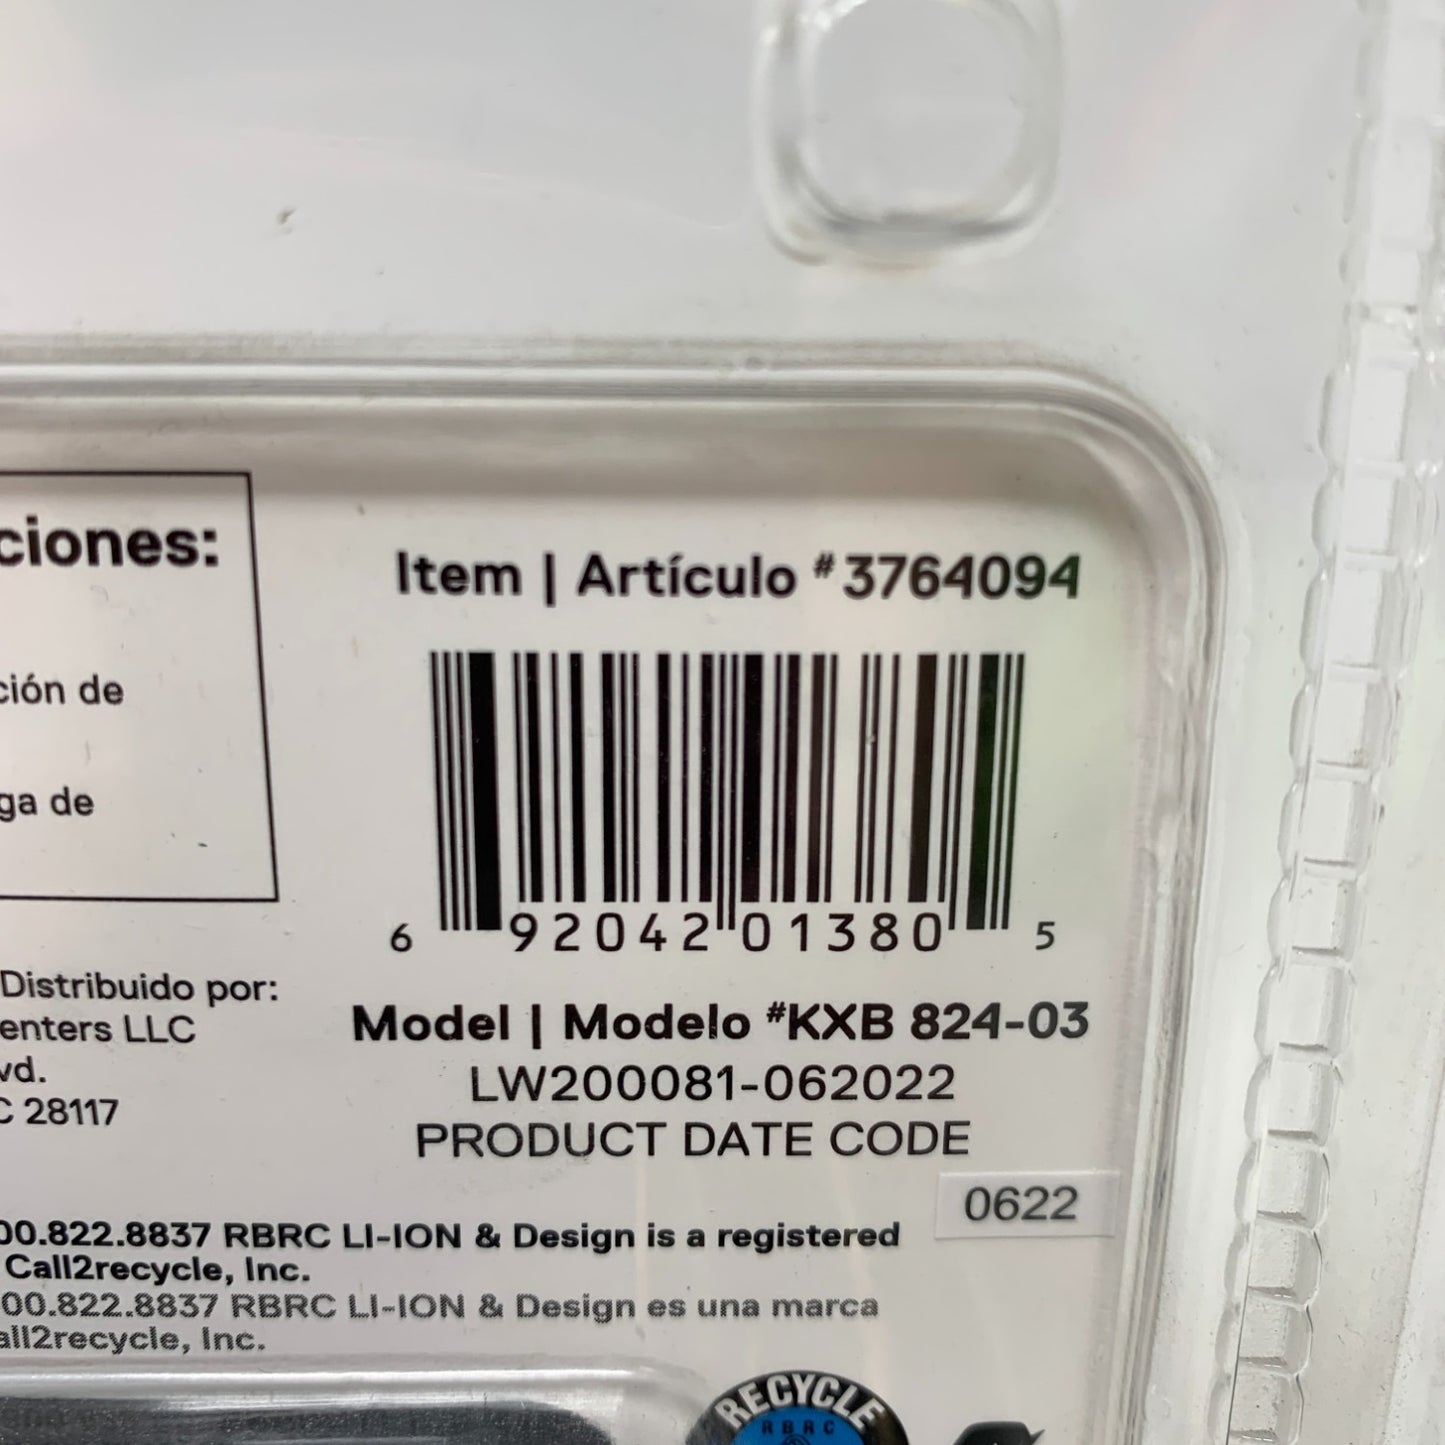 ciones:
ción de
ga de
Item | Artículo #3764094
6 92042 01380 5
Distribuido por:
enters LLC
vd.
C 28117
Model | Modelo #KXB 824-03
LW200081-062022
PRODUCT DATE CODE
0622
00.822.8837 RBRC LI-ION & Design is a registered
Call2recycle, Inc.
00.822.8837 RBRC LI-ION & Design es una marca
all2recycle, Inc.
RECYCLE
RBRC